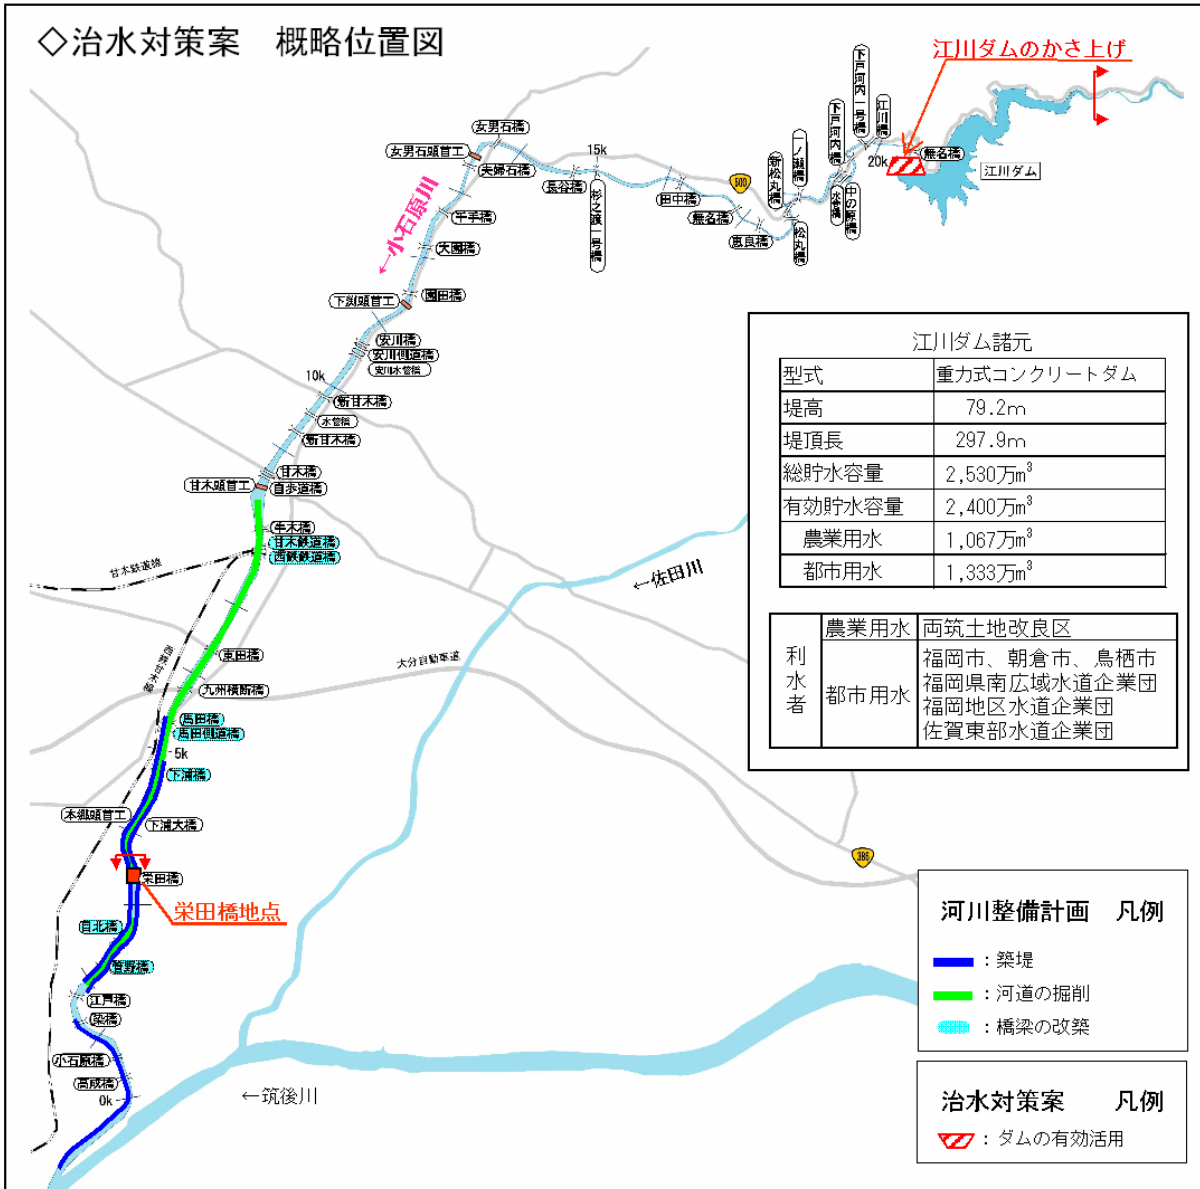 ◇治水対策案 概略位置図
江川ダムのかさ上げ
下戸河内一号橋
江川橋
下戸河内橋
一ノ瀬橋
新松丸橋
20k
無名橋
江川ダム
女男石橋
女男石頭首工
夫婦石橋
15k
長谷橋
杉之渡一号橋
500
田中橋
無名橋
恵良橋
松丸橋
水管橋
中の原橋
←小石原川
平手橋
大園橋
園田橋
下渕頭首工
安川橋
安川側道橋
安川水管橋
10k
新甘木橋
水管橋
新甘木橋
甘木橋
甘木頭首工
自歩道橋
牛木橋
甘木鉄道橋
西鉄鉄道橋
甘木鉄道線
←佐田川
東田橋
西鉄甘木線
大分自動車道
九州横断橋
馬田橋
馬田側道橋
5k
下浦橋
本郷頭首工
下浦大橋
栄田橋
栄田橋地点
386
自北橋
菅野橋
江戸橋
梁橋
小石原橋
高成橋
0k
←筑後川
江川ダム諸元
型式 重力式コンクリートダム
堤高 79.2m
堤頂長 297.9m
総貯水容量 2,530万m³
有効貯水容量 2,400万m³
農業用水 1,067万m³
都市用水 1,333万m³
利水者
農業用水 両筑土地改良区
都市用水
福岡市、朝倉市、鳥栖市
福岡県南広域水道企業団
福岡地区水道企業団
佐賀東部水道企業団
河川整備計画 凡例
：築堤
：河道の掘削
：橋梁の改築
治水対策案 凡例
：ダムの有効活用